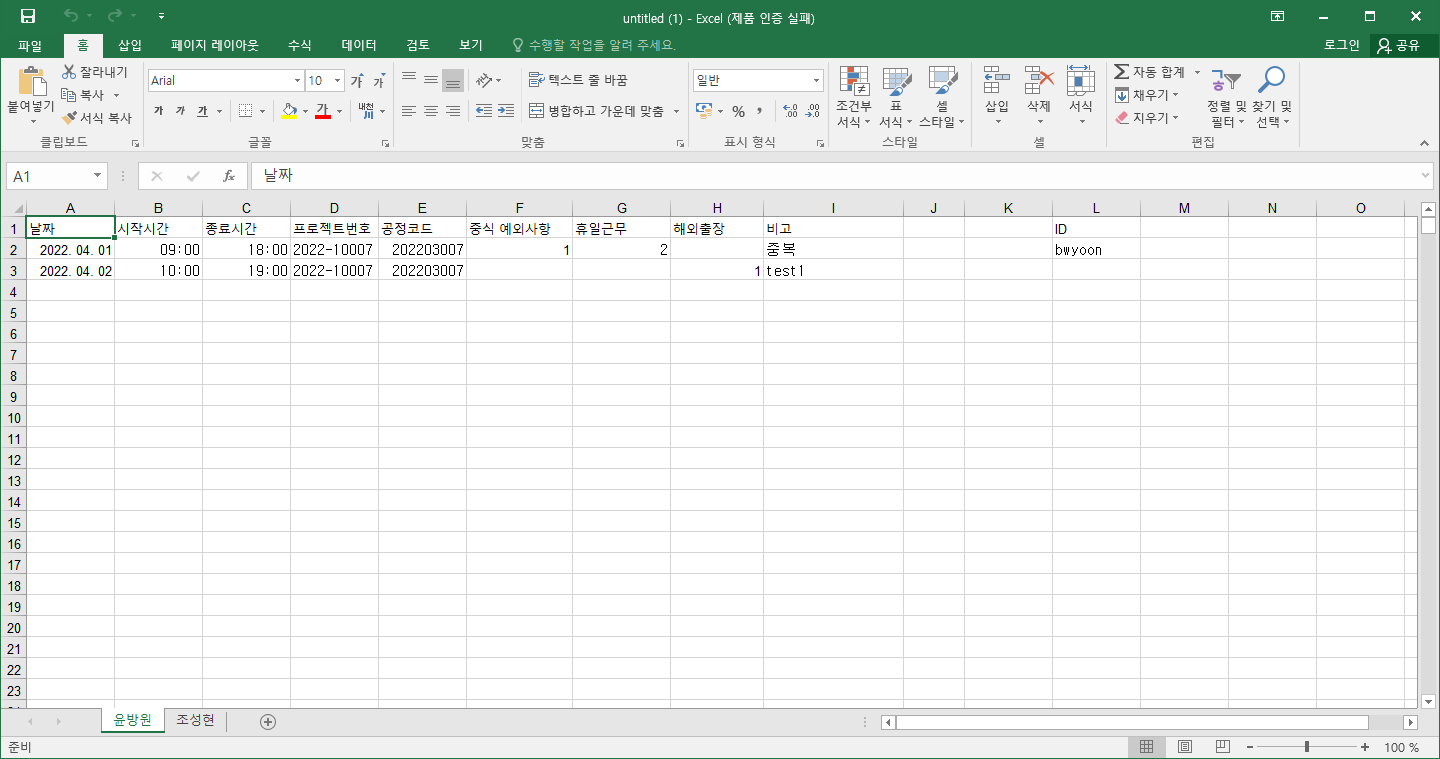 untitled (1) - Excel (제품 인증 실패)
파일 홈 삽입 페이지 레이아웃 수식 데이터 검토 보기 수행할 작업을 알려 주세요. 로그인 공유
붙여넣기 잘라내기 복사 서식 복사
Arial 10 가 가
가 가 가 가 내천
텍스트 줄 바꿈
병합하고 가운데 맞춤
일반
% , .00 .0
조건부 서식 표 서식 셀 스타일
삽입 삭제 서식
자동 합계 채우기 지우기
정렬 및 필터 찾기 및 선택
클립보드 글꼴 맞춤 표시 형식 스타일 셀 편집
A1 fx 날짜
A B C D E F G H I J K L M N O
1 날짜 시작시간 종료시간 프로젝트번호 공정코드 중식 예외사항 휴일근무 해외출장 비고 ID
2 2022. 04. 01 09:00 18:00 2022-10007 202203007 1 2 중복 bwyoon
3 2022. 04. 02 10:00 19:00 2022-10007 202203007 1 test1
4
5
6
7
8
9
10
11
12
13
14
15
16
17
18
19
20
21
22
23
윤방원 조성현
준비 100 %